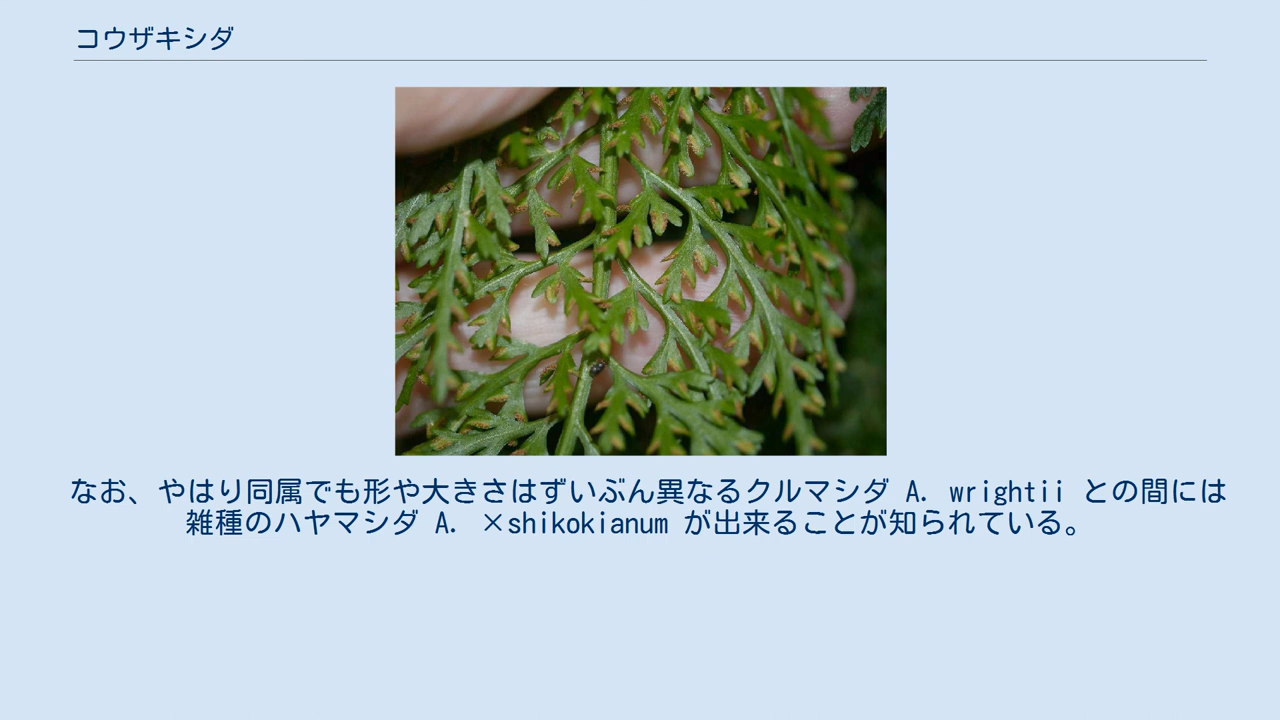 コウザキシダ
なお、やはり同属でも形や大きさはずいぶん異なるクルマシダ A. wrightii との間には
雑種のハヤマシダ A. ×shikokianum が出来ることが知られている。